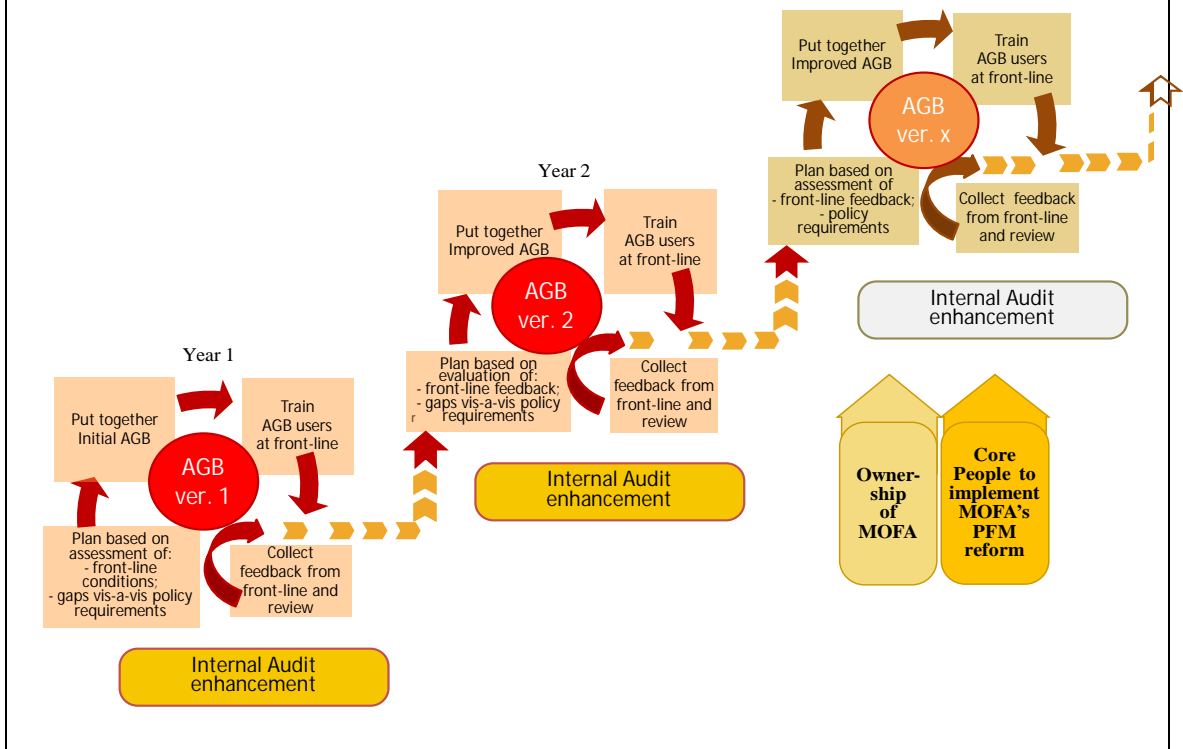 Put together
Improved AGB
Train
AGB users
at front-line
AGB
ver. x
Plan based on
assessment of
- front-line feedback;
- policy
requirements
Collect feedback
from front-line
and review
Internal Audit
enhancement
Year 2
Put together
Improved AGB
Train
AGB users
at front-line
AGB
ver. 2
Plan based on
evaluation of:
- front-line feedback;
- gaps vis-a-vis policy
r requirements
Collect
feedback from
front-line and
review
Internal Audit
enhancement
Year 1
Put together
Initial AGB
Train
AGB users
at front-line
AGB
ver. 1
Plan based on
assessment of:
- front-line
conditions;
- gaps vis-a-vis policy
requirements
Collect
feedback from
front-line and
review
Internal Audit
enhancement
Owner-
ship
of
MOFA
Core
People to
implement
MOFA's
PFM
reform